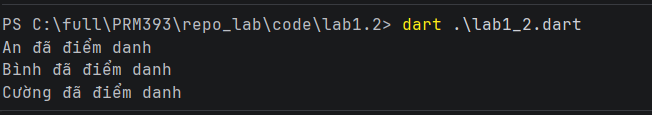 PS C:\full\PRM393\repo_lab\code\lab1.2> dart .\lab1_2.dart
An đã điểm danh
Bình đã điểm danh
Cường đã điểm danh